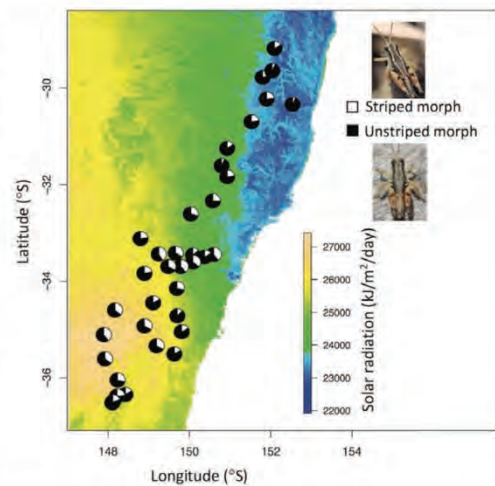 −30
−32
−34
−36
Latitude (°S)
148
150
152
154
Longitude (°S)
Striped morph
Unstriped morph
27000
26000
25000
24000
23000
22000
Solar radiation (kJ/m²/day)